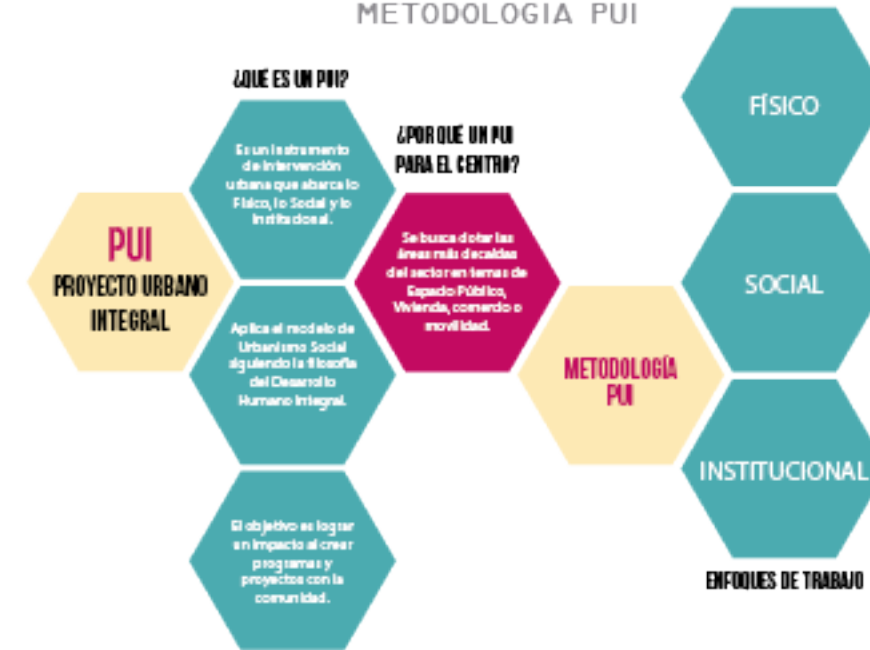 METODOLOGIA PUI
¿QUÉ ES UN PUI?
Es un instrumento
de intervención
urbana que abarca lo
Físico, lo Social y lo
Institucional.
PUI
PROYECTO URBANO
INTEGRAL
Aplica el modelo de
Urbanismo Social
siguiendo la filosofía
del Desarrollo
Humano Integral.
El objetivo es lograr
un impacto al crear
programas y
proyectos con la
comunidad.
¿POR QUÉ UN PUI
PARA EL CENTRO?
Se busca dotar las
áreas más decaídas
del sector en temas de
Espacio Público,
Vivienda, comercio o
movilidad.
METODOLOGÍA
PUI
FÍSICO
SOCIAL
INSTITUCIONAL
ENFOQUES DE TRABAJO